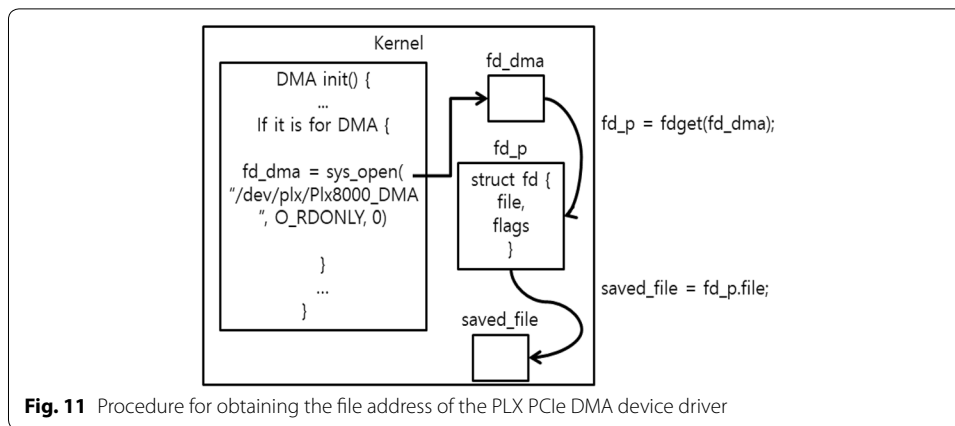 Kernel
DMA init() {
...
If it is for DMA {
fd_dma = sys_open(
"/dev/plx/Plx8000_DMA
", O_RDONLY, 0)
}
...
}
fd_dma
fd_p = fdget(fd_dma);
fd_p
struct fd {
file,
flags
}
saved_file = fd_p.file;
saved_file
Fig. 11 Procedure for obtaining the file address of the PLX PCIe DMA device driver